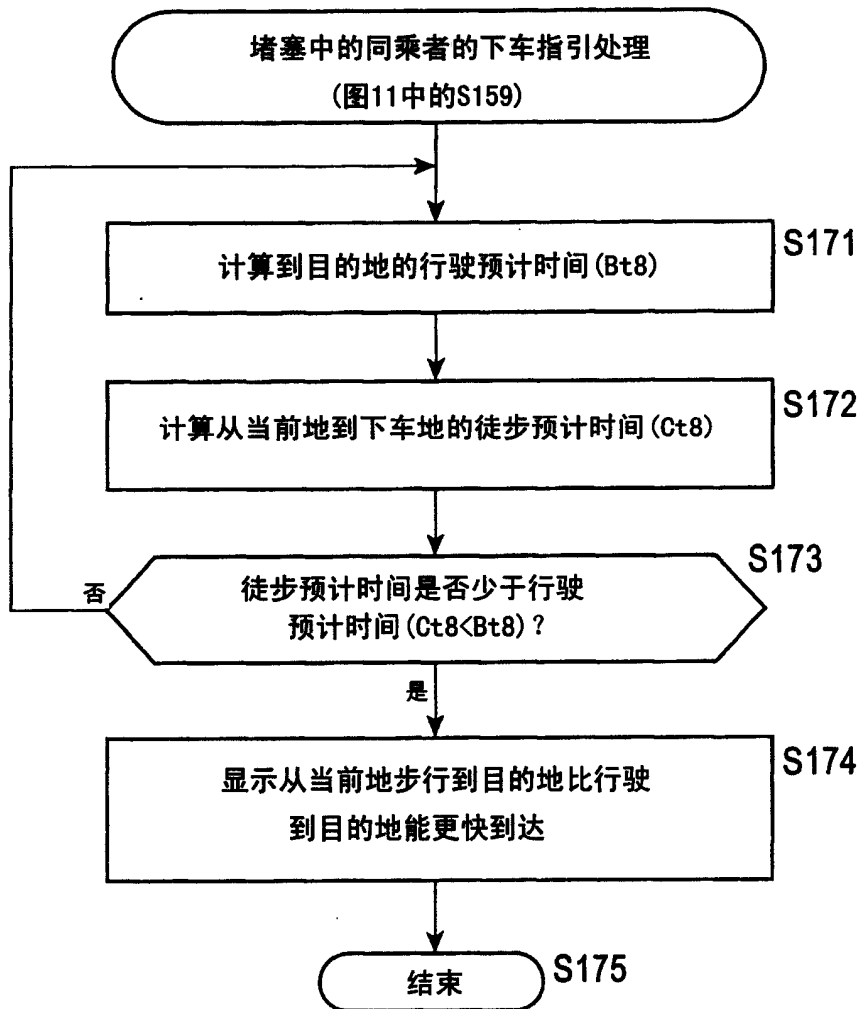 堵塞中的同乘者的下车指引处理
(图11中的S159)
S171
计算到目的地的行驶预计时间(Bt8)
S172
计算从当前地到下车地的徒步预计时间(Ct8)
S173
否
徒步预计时间是否少于行驶
预计时间(Ct8<Bt8)?
是
S174
显示从当前地步行到目的地比行驶
到目的地能更快到达
结束
S175